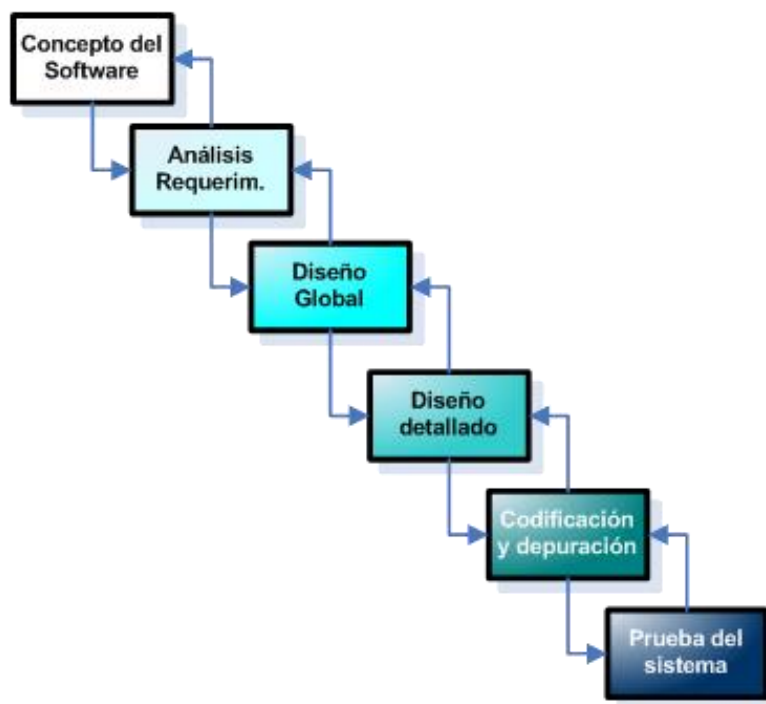 Concepto del
Software
Análisis
Requerim.
Diseño
Global
Diseño
detallado
Codificación
y depuración
Prueba del
sistema